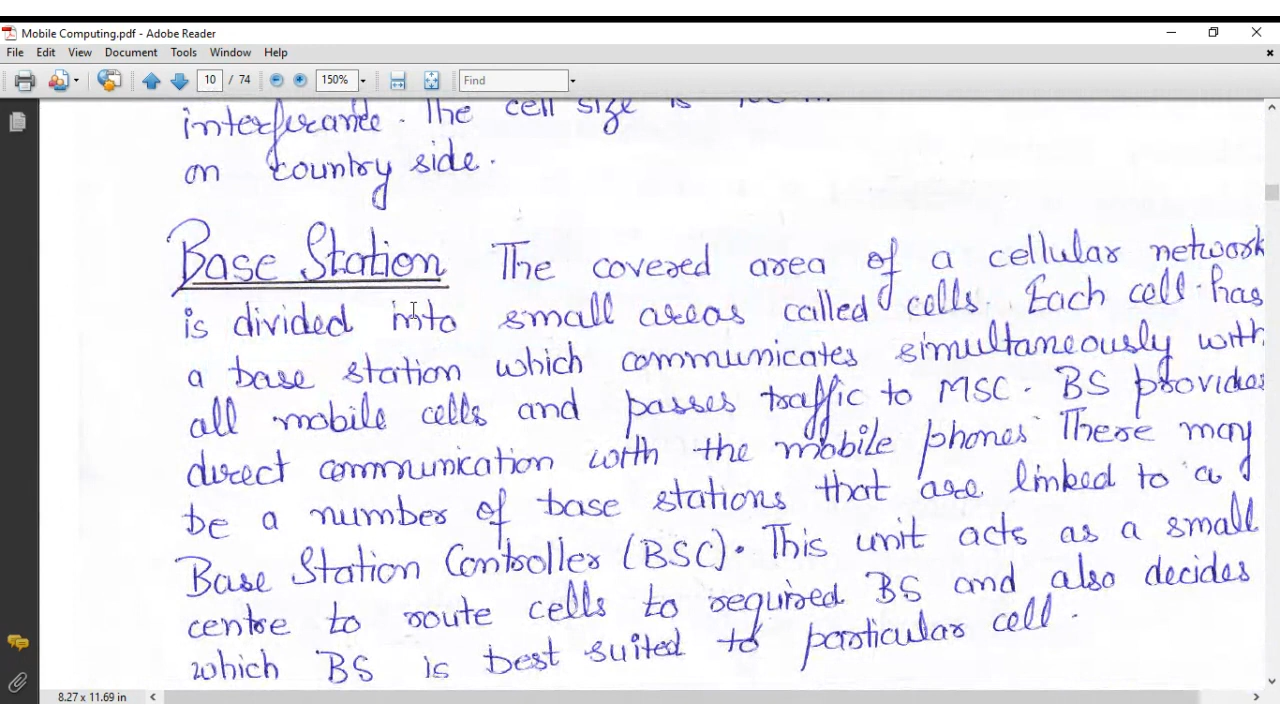 Mobile Computing.pdf - Adobe Reader
File Edit View Document Tools Window Help
10 / 74 150% Find
interferance. The cell size is
on country side.
Base Station The covered area of a cellular network
is divided into small areas called cells. Each cell has
a base station which communicates simultaneously with
all mobile cells and passes traffic to MSC. BS provides
direct communication with the mobile phones There may
be a number of base stations that are linked to a
Base Station Controller (BSC). This unit acts as a small
centre to route cells to required BS and also decides
which BS is best suited to particular cell.
8.27 x 11.69 in